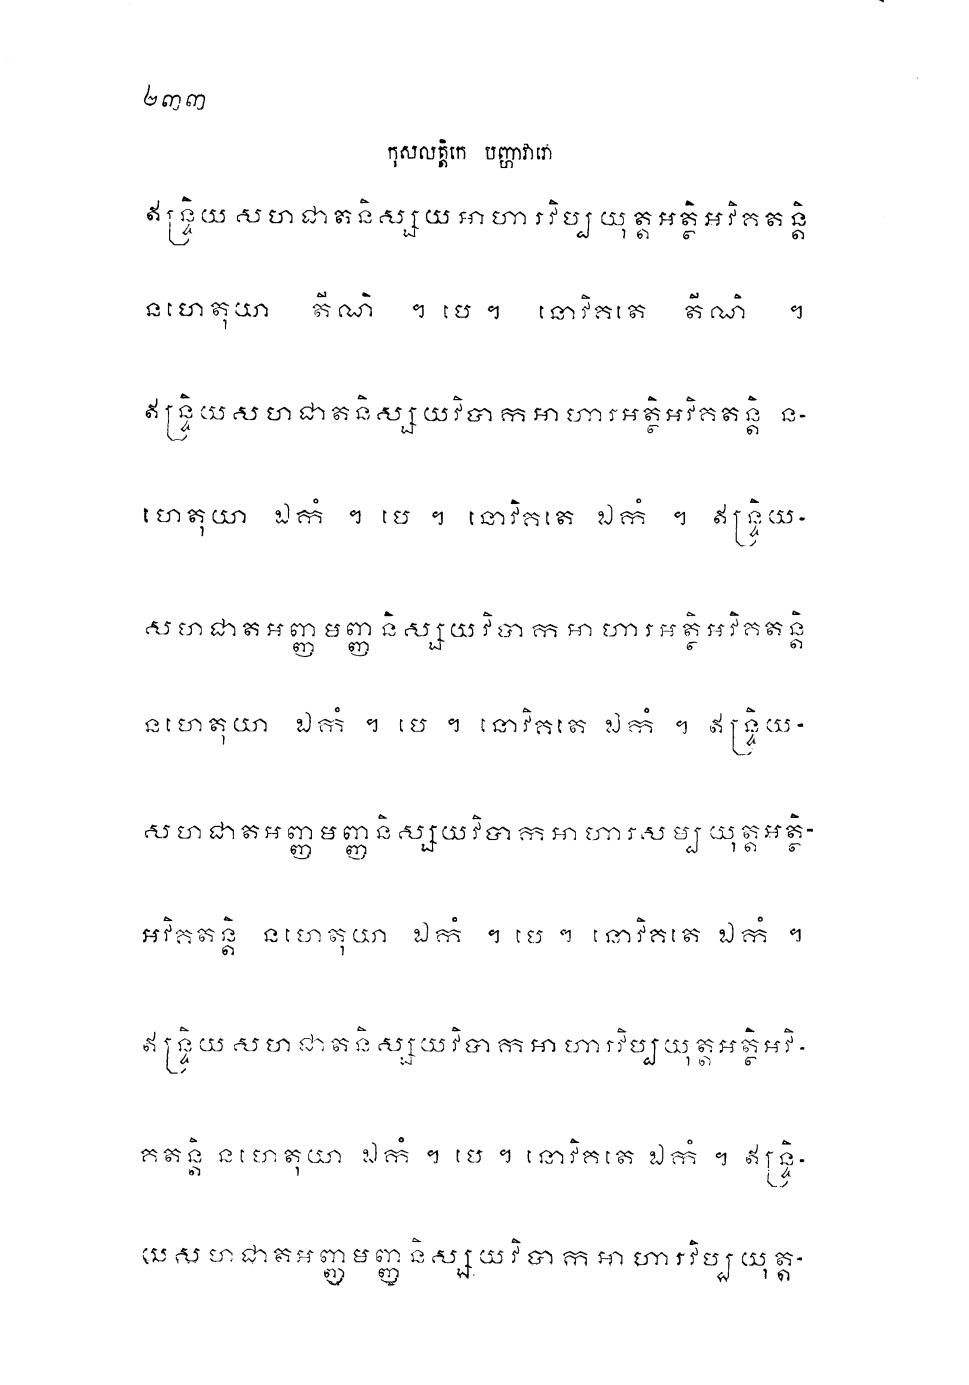 ២៣៣
កុសលត្តិកេ បញ្ហាវារោ
ឥន្ទ្រិយសហជាតនិស្សយអាហារវិប្បយុត្តអត្ថិអវិគតន្តិ
នហេតុយា តីណិ ។ បេ ។ នោវិគតេ តីណិ ។
ឥន្ទ្រិយសហជាតនិស្សយវិបាកអាហារអត្ថិអវិគតន្តិ ន-
ហេតុយា ឯកំ ។ បេ ។ នោវិគតេ ឯកំ ។ ឥន្ទ្រិយ-
សហជាតអញ្ញមញ្ញនិស្សយវិបាកអាហារអត្ថិអវិគតន្តិ
នហេតុយា ឯកំ ។ បេ ។ នោវិគតេ ឯកំ ។ ឥន្ទ្រិយ-
សហជាតអញ្ញមញ្ញនិស្សយវិបាកអាហារសម្បយុត្តអត្ថិ-
អវិគតន្តិ នហេតុយា ឯកំ ។ បេ ។ នោវិគតេ ឯកំ ។
ឥន្ទ្រិយសហជាតនិស្សយវិបាកអាហារវិប្បយុត្តអត្ថិអវិ-
គតន្តិ នហេតុយា ឯកំ ។ បេ ។ នោវិគតេ ឯកំ ។ ឥន្ទ្រិ-
យសហជាតអញ្ញមញ្ញនិស្សយវិបាកអាហារវិប្បយុត្ត-